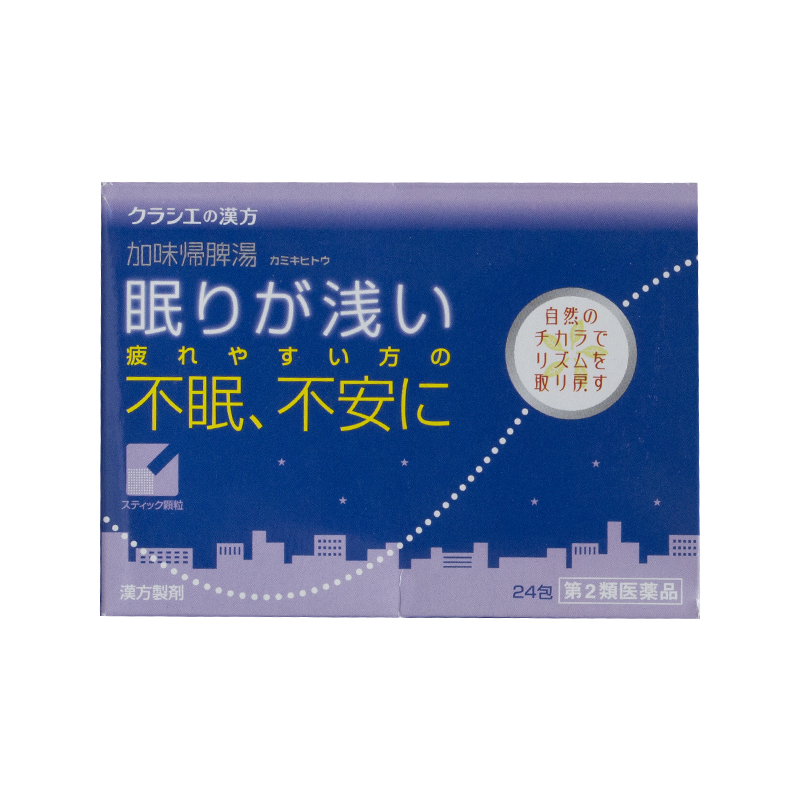 クラシエの漢方
加味帰脾湯 カミキヒトウ
眠りが浅い
疲れやすい方の
不眠、不安に
自然の
チカラで
リズムを
取り戻す
スティック顆粒
漢方製剤
24包 第2類医薬品